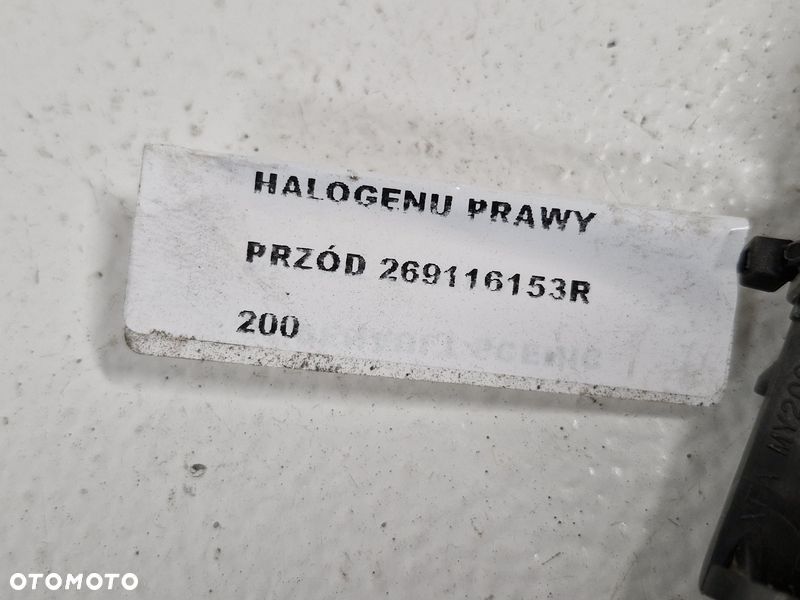 HALOGENU PRAWY
PRZÓD 269116153R
200
OTOMOTO